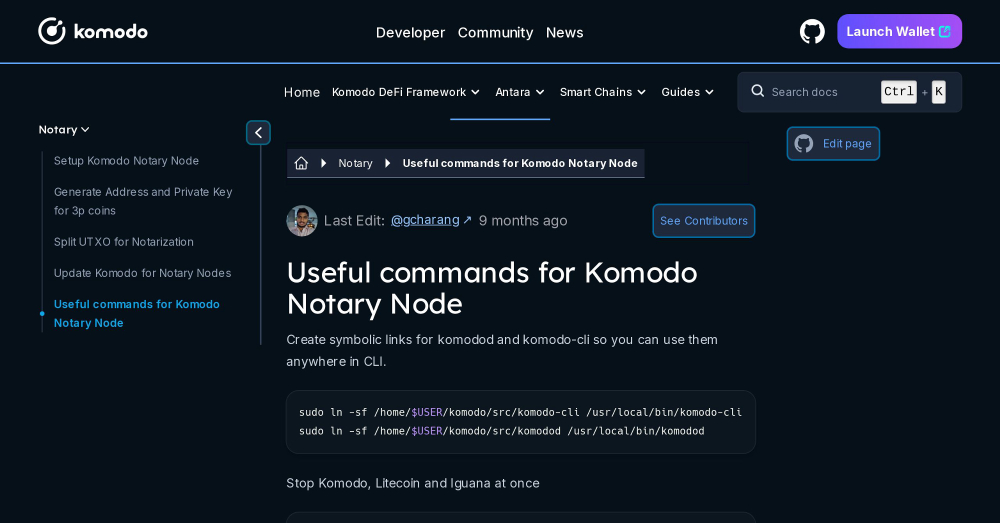 komodo
Developer Community News
Launch Wallet
Home Komodo DeFi Framework Antara Smart Chains Guides
Search docs Ctrl + K
Notary
Setup Komodo Notary Node
Generate Address and Private Key
for 3p coins
Split UTXO for Notarization
Update Komodo for Notary Nodes
Useful commands for Komodo
Notary Node
Notary Useful commands for Komodo Notary Node
Edit page
Last Edit: @gcharang ↗ 9 months ago
See Contributors
Useful commands for Komodo
Notary Node
Create symbolic links for komodod and komodo-cli so you can use them
anywhere in CLI.
sudo ln -sf /home/$USER/komodo/src/komodo-cli /usr/local/bin/komodo-cli
sudo ln -sf /home/$USER/komodo/src/komodod /usr/local/bin/komodod
Stop Komodo, Litecoin and Iguana at once